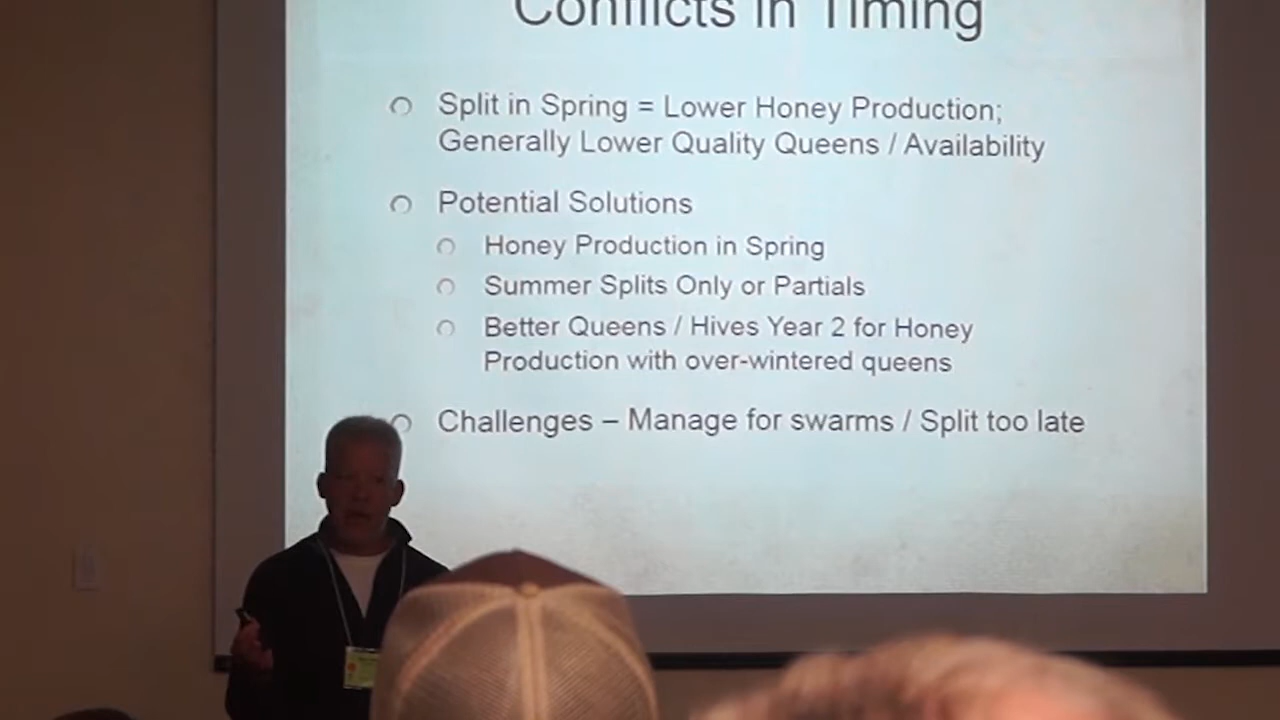 Conflicts in Timing
Split in Spring = Lower Honey Production;
Generally Lower Quality Queens / Availability
Potential Solutions
Honey Production in Spring
Summer Splits Only or Partials
Better Queens / Hives Year 2 for Honey
Production with over-wintered queens
Challenges – Manage for swarms / Split too late